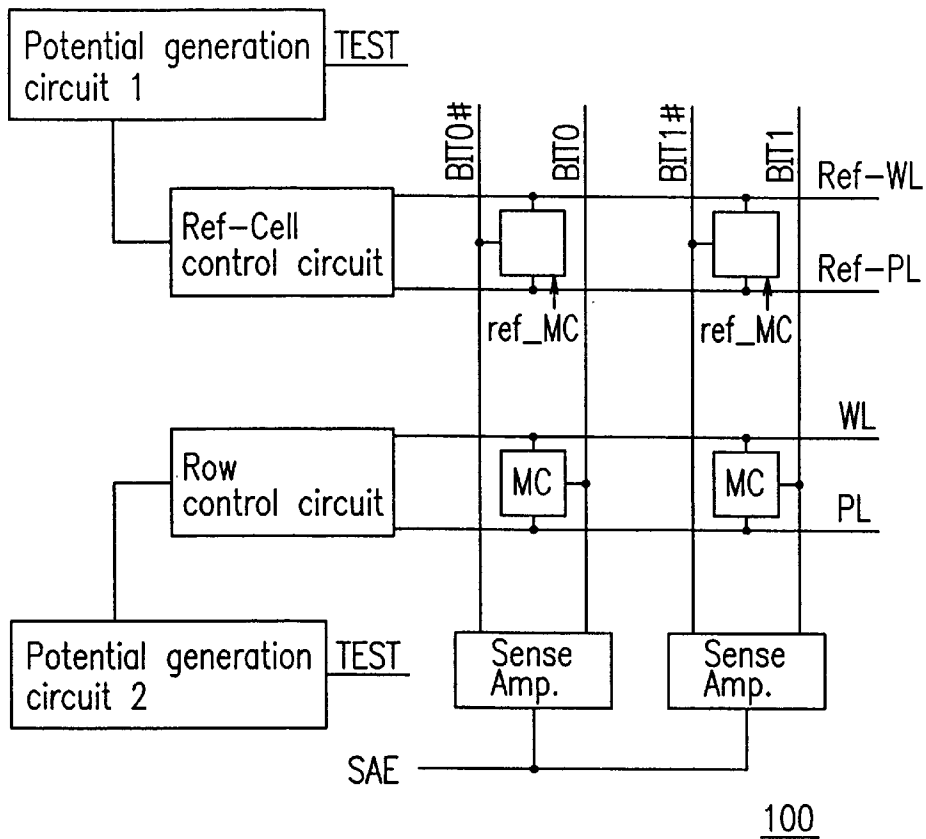 Potential generation
circuit 1
TEST
BIT0#
BIT0
BIT1#
BIT1
Ref-WL
Ref-Cell
control circuit
Ref-PL
ref_MC
ref_MC
WL
Row
control circuit
MC
MC
PL
Potential generation
circuit 2
TEST
Sense
Amp.
Sense
Amp.
SAE
100